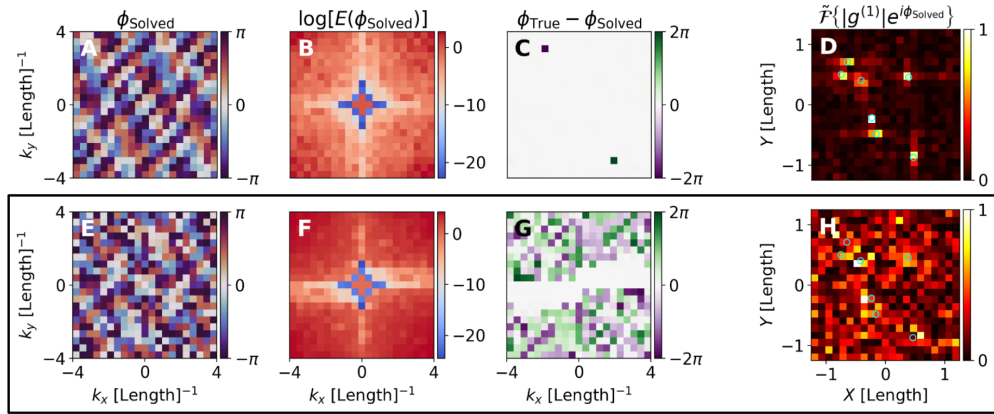 ϕSolved
log[E(ϕSolved)]
ϕTrue − ϕSolved
ℱ̃{|g⁽¹⁾|e^{iϕSolved}}
A
B
C
D
4
0
−4
ky [Length]⁻¹
π
−π
0
−10
−20
2π
0
−2π
1
0
−1
Y [Length]
1
0
E
F
G
H
4
0
−4
ky [Length]⁻¹
−4 0 4
kx [Length]⁻¹
π
−π
0
−10
−20
−4 0 4
kx [Length]⁻¹
2π
0
−2π
−4 0 4
kx [Length]⁻¹
1
0
−1
Y [Length]
−1 0 1
X [Length]
1
0